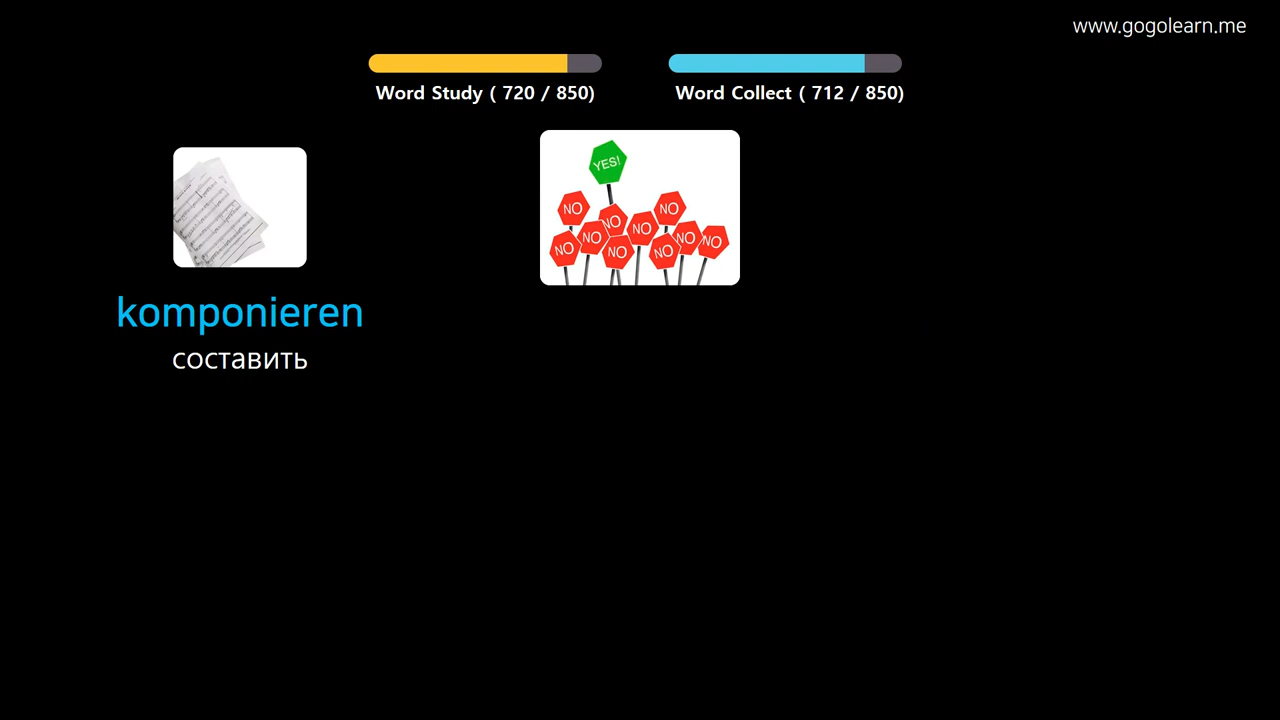 www.gogolearn.me
Word Study ( 720 / 850)
Word Collect ( 712 / 850)
YES!
NO
NO
NO
NO
NO
NO
NO
NO
NO
NO
komponieren
составить